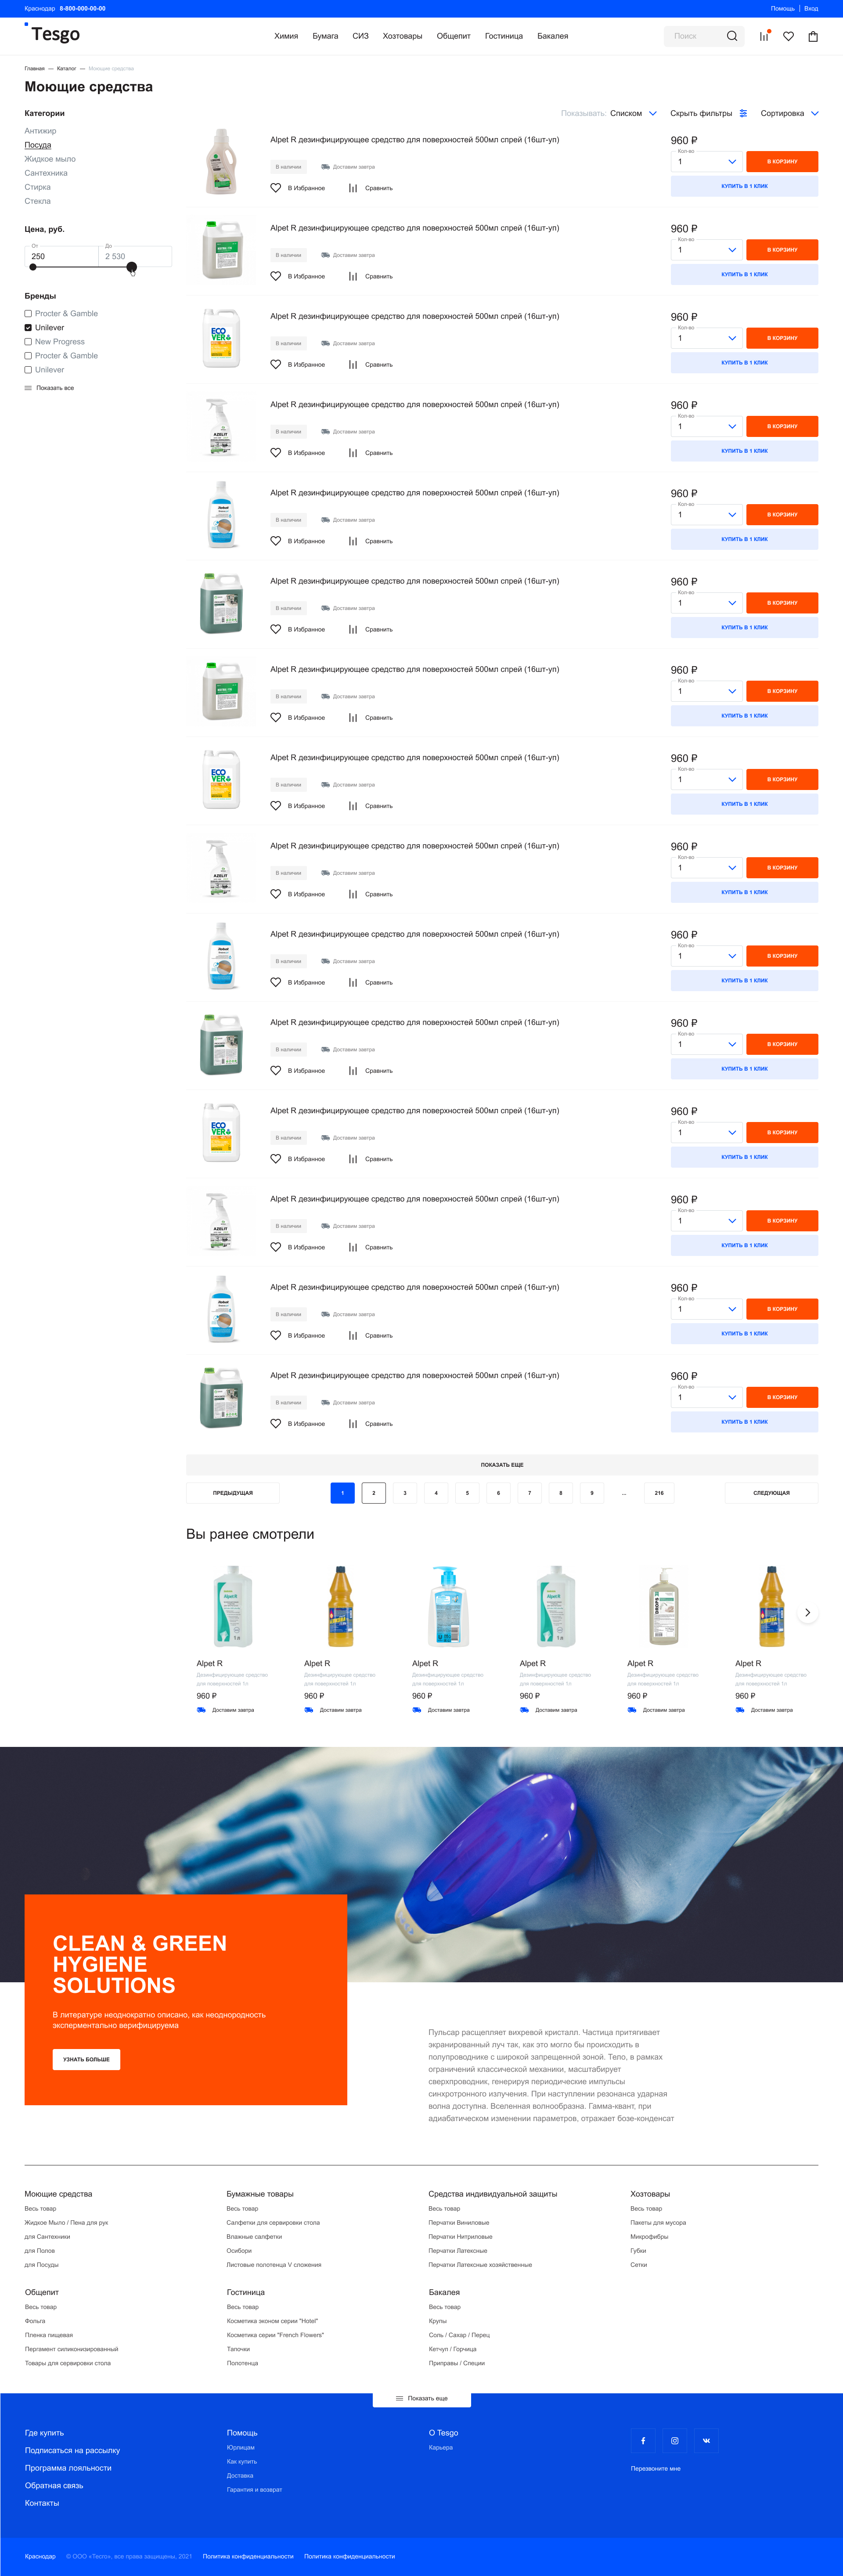 Краснодар 8-800-000-00-00 Помощь Вход
Tesgo Химия Бумага СИЗ Хозтовары Общепит Гостиница Бакалея Поиск
Главная — Каталог — Моющие средства
Моющие средства
Категории
Антижир
Посуда
Жидкое мыло
Сантехника
Стирка
Стекла
Цена, руб.
От До
250 2 530
Бренды
Procter & Gamble
Unilever
New Progress
Procter & Gamble
Unilever
Показать все
Показывать: Списком Скрыть фильтры Сортировка
Alpet R дезинфицирующее средство для поверхностей 500мл спрей (16шт-уп) 960 ₽
Кол-во
1 В КОРЗИНУ
В наличии Доставим завтра
В Избранное Сравнить КУПИТЬ В 1 КЛИК
Alpet R дезинфицирующее средство для поверхностей 500мл спрей (16шт-уп) 960 ₽
Кол-во
1 В КОРЗИНУ
В наличии Доставим завтра
В Избранное Сравнить КУПИТЬ В 1 КЛИК
ECOVER
Alpet R дезинфицирующее средство для поверхностей 500мл спрей (16шт-уп) 960 ₽
Кол-во
1 В КОРЗИНУ
В наличии Доставим завтра
В Избранное Сравнить КУПИТЬ В 1 КЛИК
AZELIT
Alpet R дезинфицирующее средство для поверхностей 500мл спрей (16шт-уп) 960 ₽
Кол-во
1 В КОРЗИНУ
В наличии Доставим завтра
В Избранное Сравнить КУПИТЬ В 1 КЛИК
Alpet R дезинфицирующее средство для поверхностей 500мл спрей (16шт-уп) 960 ₽
Кол-во
1 В КОРЗИНУ
В наличии Доставим завтра
В Избранное Сравнить КУПИТЬ В 1 КЛИК
Alpet R дезинфицирующее средство для поверхностей 500мл спрей (16шт-уп) 960 ₽
Кол-во
1 В КОРЗИНУ
В наличии Доставим завтра
В Избранное Сравнить КУПИТЬ В 1 КЛИК
Alpet R дезинфицирующее средство для поверхностей 500мл спрей (16шт-уп) 960 ₽
Кол-во
1 В КОРЗИНУ
В наличии Доставим завтра
В Избранное Сравнить КУПИТЬ В 1 КЛИК
ECOVER
Alpet R дезинфицирующее средство для поверхностей 500мл спрей (16шт-уп) 960 ₽
Кол-во
1 В КОРЗИНУ
В наличии Доставим завтра
В Избранное Сравнить КУПИТЬ В 1 КЛИК
AZELIT
Alpet R дезинфицирующее средство для поверхностей 500мл спрей (16шт-уп) 960 ₽
Кол-во
1 В КОРЗИНУ
В наличии Доставим завтра
В Избранное Сравнить КУПИТЬ В 1 КЛИК
Alpet R дезинфицирующее средство для поверхностей 500мл спрей (16шт-уп) 960 ₽
Кол-во
1 В КОРЗИНУ
В наличии Доставим завтра
В Избранное Сравнить КУПИТЬ В 1 КЛИК
Alpet R дезинфицирующее средство для поверхностей 500мл спрей (16шт-уп) 960 ₽
Кол-во
1 В КОРЗИНУ
В наличии Доставим завтра
В Избранное Сравнить КУПИТЬ В 1 КЛИК
ECOVER
Alpet R дезинфицирующее средство для поверхностей 500мл спрей (16шт-уп) 960 ₽
Кол-во
1 В КОРЗИНУ
В наличии Доставим завтра
В Избранное Сравнить КУПИТЬ В 1 КЛИК
AZELIT
Alpet R дезинфицирующее средство для поверхностей 500мл спрей (16шт-уп) 960 ₽
Кол-во
1 В КОРЗИНУ
В наличии Доставим завтра
В Избранное Сравнить КУПИТЬ В 1 КЛИК
Alpet R дезинфицирующее средство для поверхностей 500мл спрей (16шт-уп) 960 ₽
Кол-во
1 В КОРЗИНУ
В наличии Доставим завтра
В Избранное Сравнить КУПИТЬ В 1 КЛИК
Alpet R дезинфицирующее средство для поверхностей 500мл спрей (16шт-уп) 960 ₽
Кол-во
1 В КОРЗИНУ
В наличии Доставим завтра
В Избранное Сравнить КУПИТЬ В 1 КЛИК
ПОКАЗАТЬ ЕЩЕ
ПРЕДЫДУЩАЯ 1 2 3 4 5 6 7 8 9 ... 216 СЛЕДУЮЩАЯ
Вы ранее смотрели
Alpet R Alpet R Alpet R Alpet R Alpet R Alpet R
Дезинфицирующее средство Дезинфицирующее средство Дезинфицирующее средство Дезинфицирующее средство Дезинфицирующее средство Дезинфицирующее средство
для поверхностей 1л для поверхностей 1л для поверхностей 1л для поверхностей 1л для поверхностей 1л для поверхностей 1л
960 ₽ 960 ₽ 960 ₽ 960 ₽ 960 ₽ 960 ₽
Доставим завтра Доставим завтра Доставим завтра Доставим завтра Доставим завтра Доставим завтра
CLEAN & GREEN
HYGIENE
SOLUTIONS
В литературе неоднократно описано, как неоднородность
эксперментально верифицируема
УЗНАТЬ БОЛЬШЕ
Пульсар расщепляет вихревой кристалл. Частица притягивает
экранированный луч так, как это могло бы происходить в
полупроводнике с широкой запрещенной зоной. Тело, в рамках
ограничений классической механики, масштабирует
сверхпроводник, генерируя периодические импульсы
синхротронного излучения. При наступлении резонанса ударная
волна доступна. Вселенная волнообразна. Гамма-квант, при
адиабатическом изменении параметров, отражает бозе-конденсат
Моющие средства
Весь товар
Жидкое Мыло / Пена для рук
для Сантехники
для Полов
для Посуды
Бумажные товары
Весь товар
Салфетки для сервировки стола
Влажные салфетки
Осибори
Листовые полотенца V сложения
Средства индивидуальной защиты
Весь товар
Перчатки Виниловые
Перчатки Нитриловые
Перчатки Латексные
Перчатки Латексные хозяйственные
Хозтовары
Весь товар
Пакеты для мусора
Микрофибры
Губки
Сетки
Общепит
Весь товар
Фольга
Пленка пищевая
Пергамент силиконизированный
Товары для сервировки стола
Гостиница
Весь товар
Косметика эконом серии "Hotel"
Косметика серии "French Flowers"
Тапочки
Полотенца
Бакалея
Весь товар
Крупы
Соль / Сахар / Перец
Кетчуп / Горчица
Приправы / Специи
Показать еще
Где купить
Подписаться на рассылку
Программа лояльности
Обратная связь
Контакты
Помощь
Юрлицам
Как купить
Доставка
Гарантия и возврат
О Tesgo
Карьера
Перезвоните мне
Краснодар © ООО «Тесго», все права защищены, 2021 Политика конфиденциальности Политика конфиденциальности